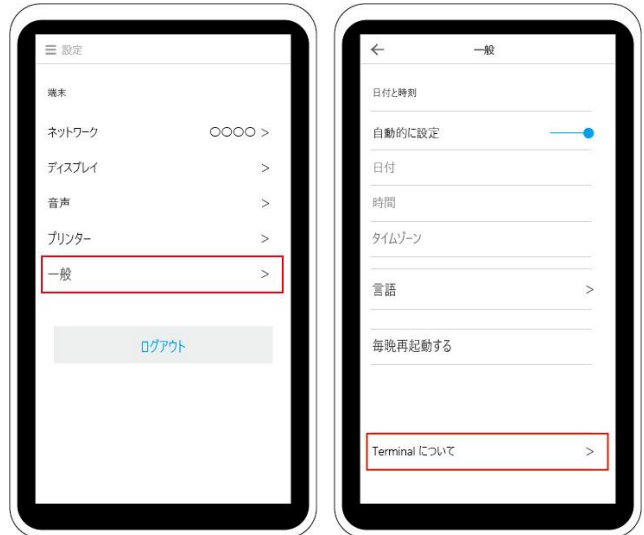 設定
端末
ネットワーク ○○○○ >
ディスプレイ >
音声 >
プリンター >
一般 >
ログアウト
← 一般
日付と時刻
自動的に設定
日付
時間
タイムゾーン
言語 >
毎晩再起動する
Terminal について >